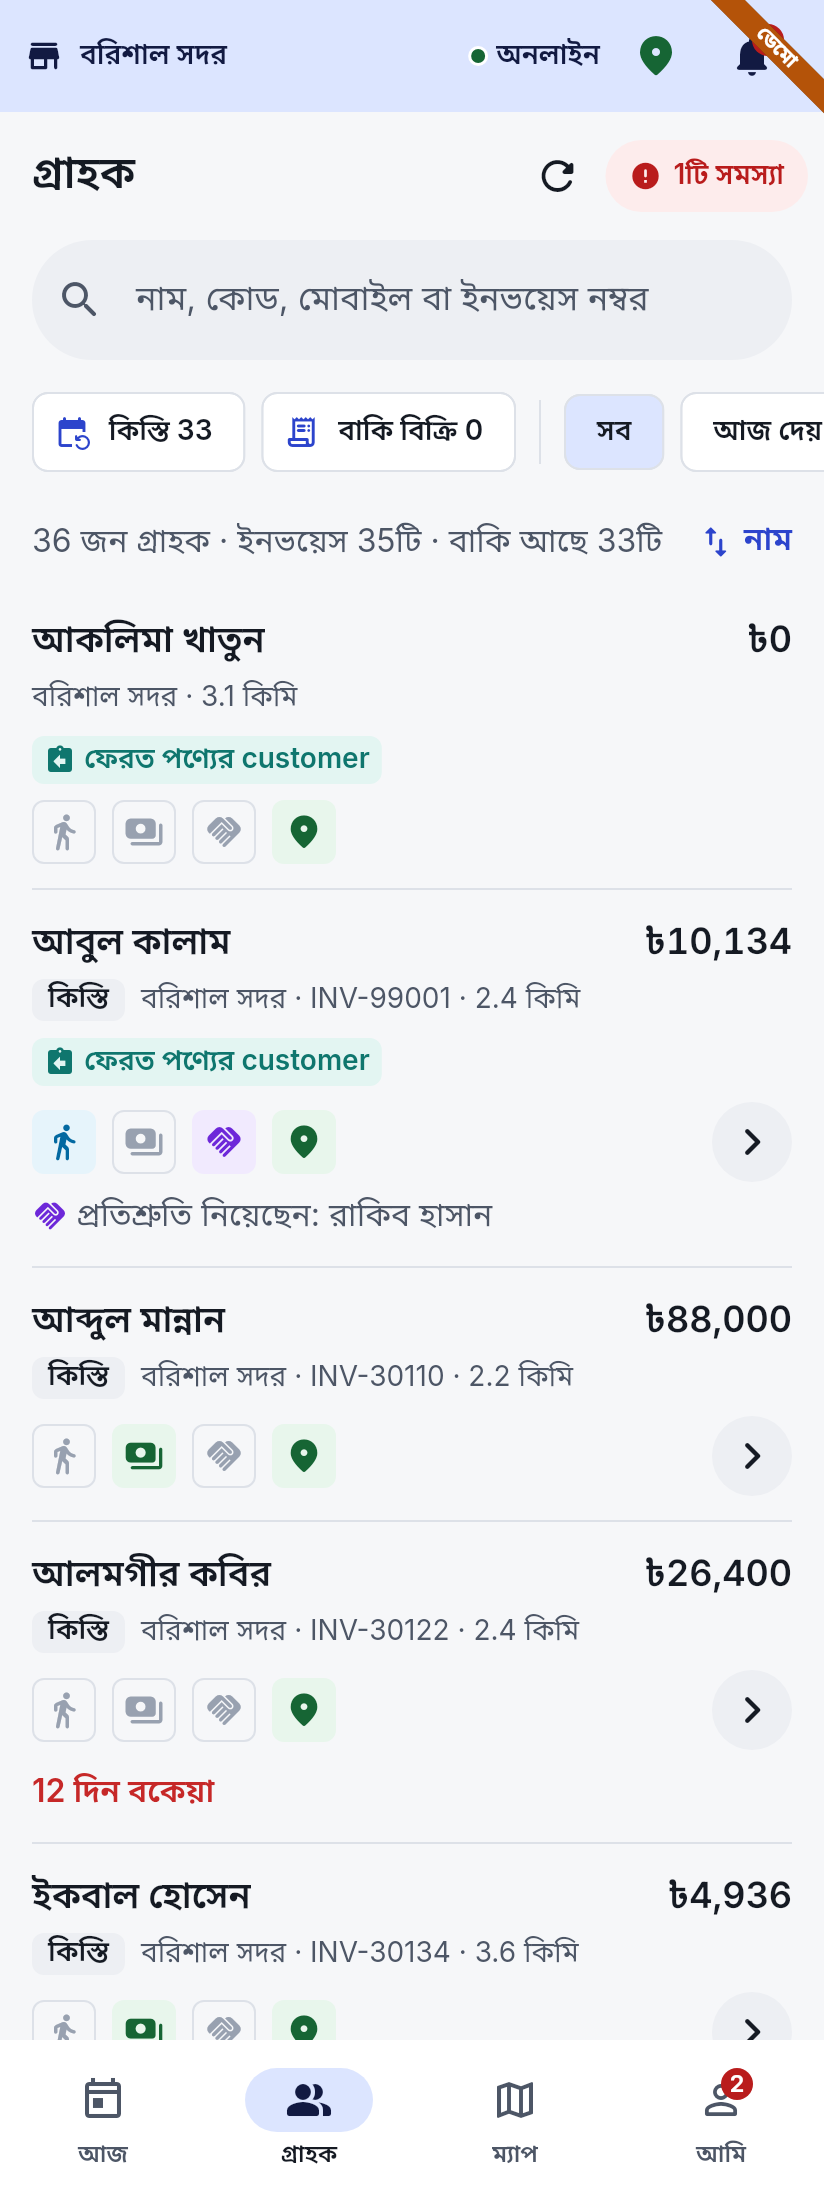 বরিশাল সদর
অনলাইন
ডেমো
গ্রাহক
1টি সমস্যা
নাম, কোড, মোবাইল বা ইনভয়েস নম্বর
কিস্তি 33
বাকি বিক্রি 0
সব
আজ দেয়
36 জন গ্রাহক · ইনভয়েস 35টি · বাকি আছে 33টি
নাম
আকলিমা খাতুন
৳0
বরিশাল সদর · 3.1 কিমি
ফেরত পণ্যের customer
আবুল কালাম
৳10,134
কিস্তি
বরিশাল সদর · INV-99001 · 2.4 কিমি
ফেরত পণ্যের customer
প্রতিশ্রুতি নিয়েছেন: রাকিব হাসান
আব্দুল মান্নান
৳88,000
কিস্তি
বরিশাল সদর · INV-30110 · 2.2 কিমি
আলমগীর কবির
৳26,400
কিস্তি
বরিশাল সদর · INV-30122 · 2.4 কিমি
12 দিন বকেয়া
ইকবাল হোসেন
৳4,936
কিস্তি
বরিশাল সদর · INV-30134 · 3.6 কিমি
আজ
গ্রাহক
ম্যাপ
2
আমি